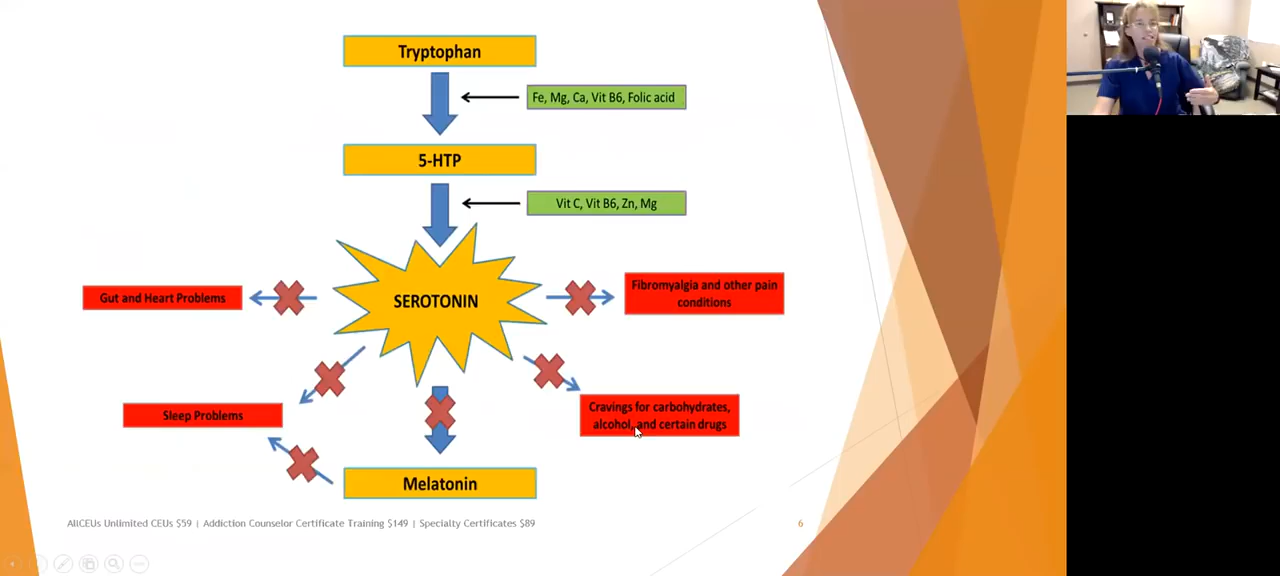 Tryptophan
Fe, Mg, Ca, Vit B6, Folic acid
5-HTP
Vit C, Vit B6, Zn, Mg
SEROTONIN
Gut and Heart Problems
Fibromyalgia and other pain
conditions
Sleep Problems
Cravings for carbohydrates,
alcohol, and certain drugs
Melatonin
AllCEUs Unlimited CEUs $59 | Addiction Counselor Certificate Training $149 | Specialty Certificates $89
6